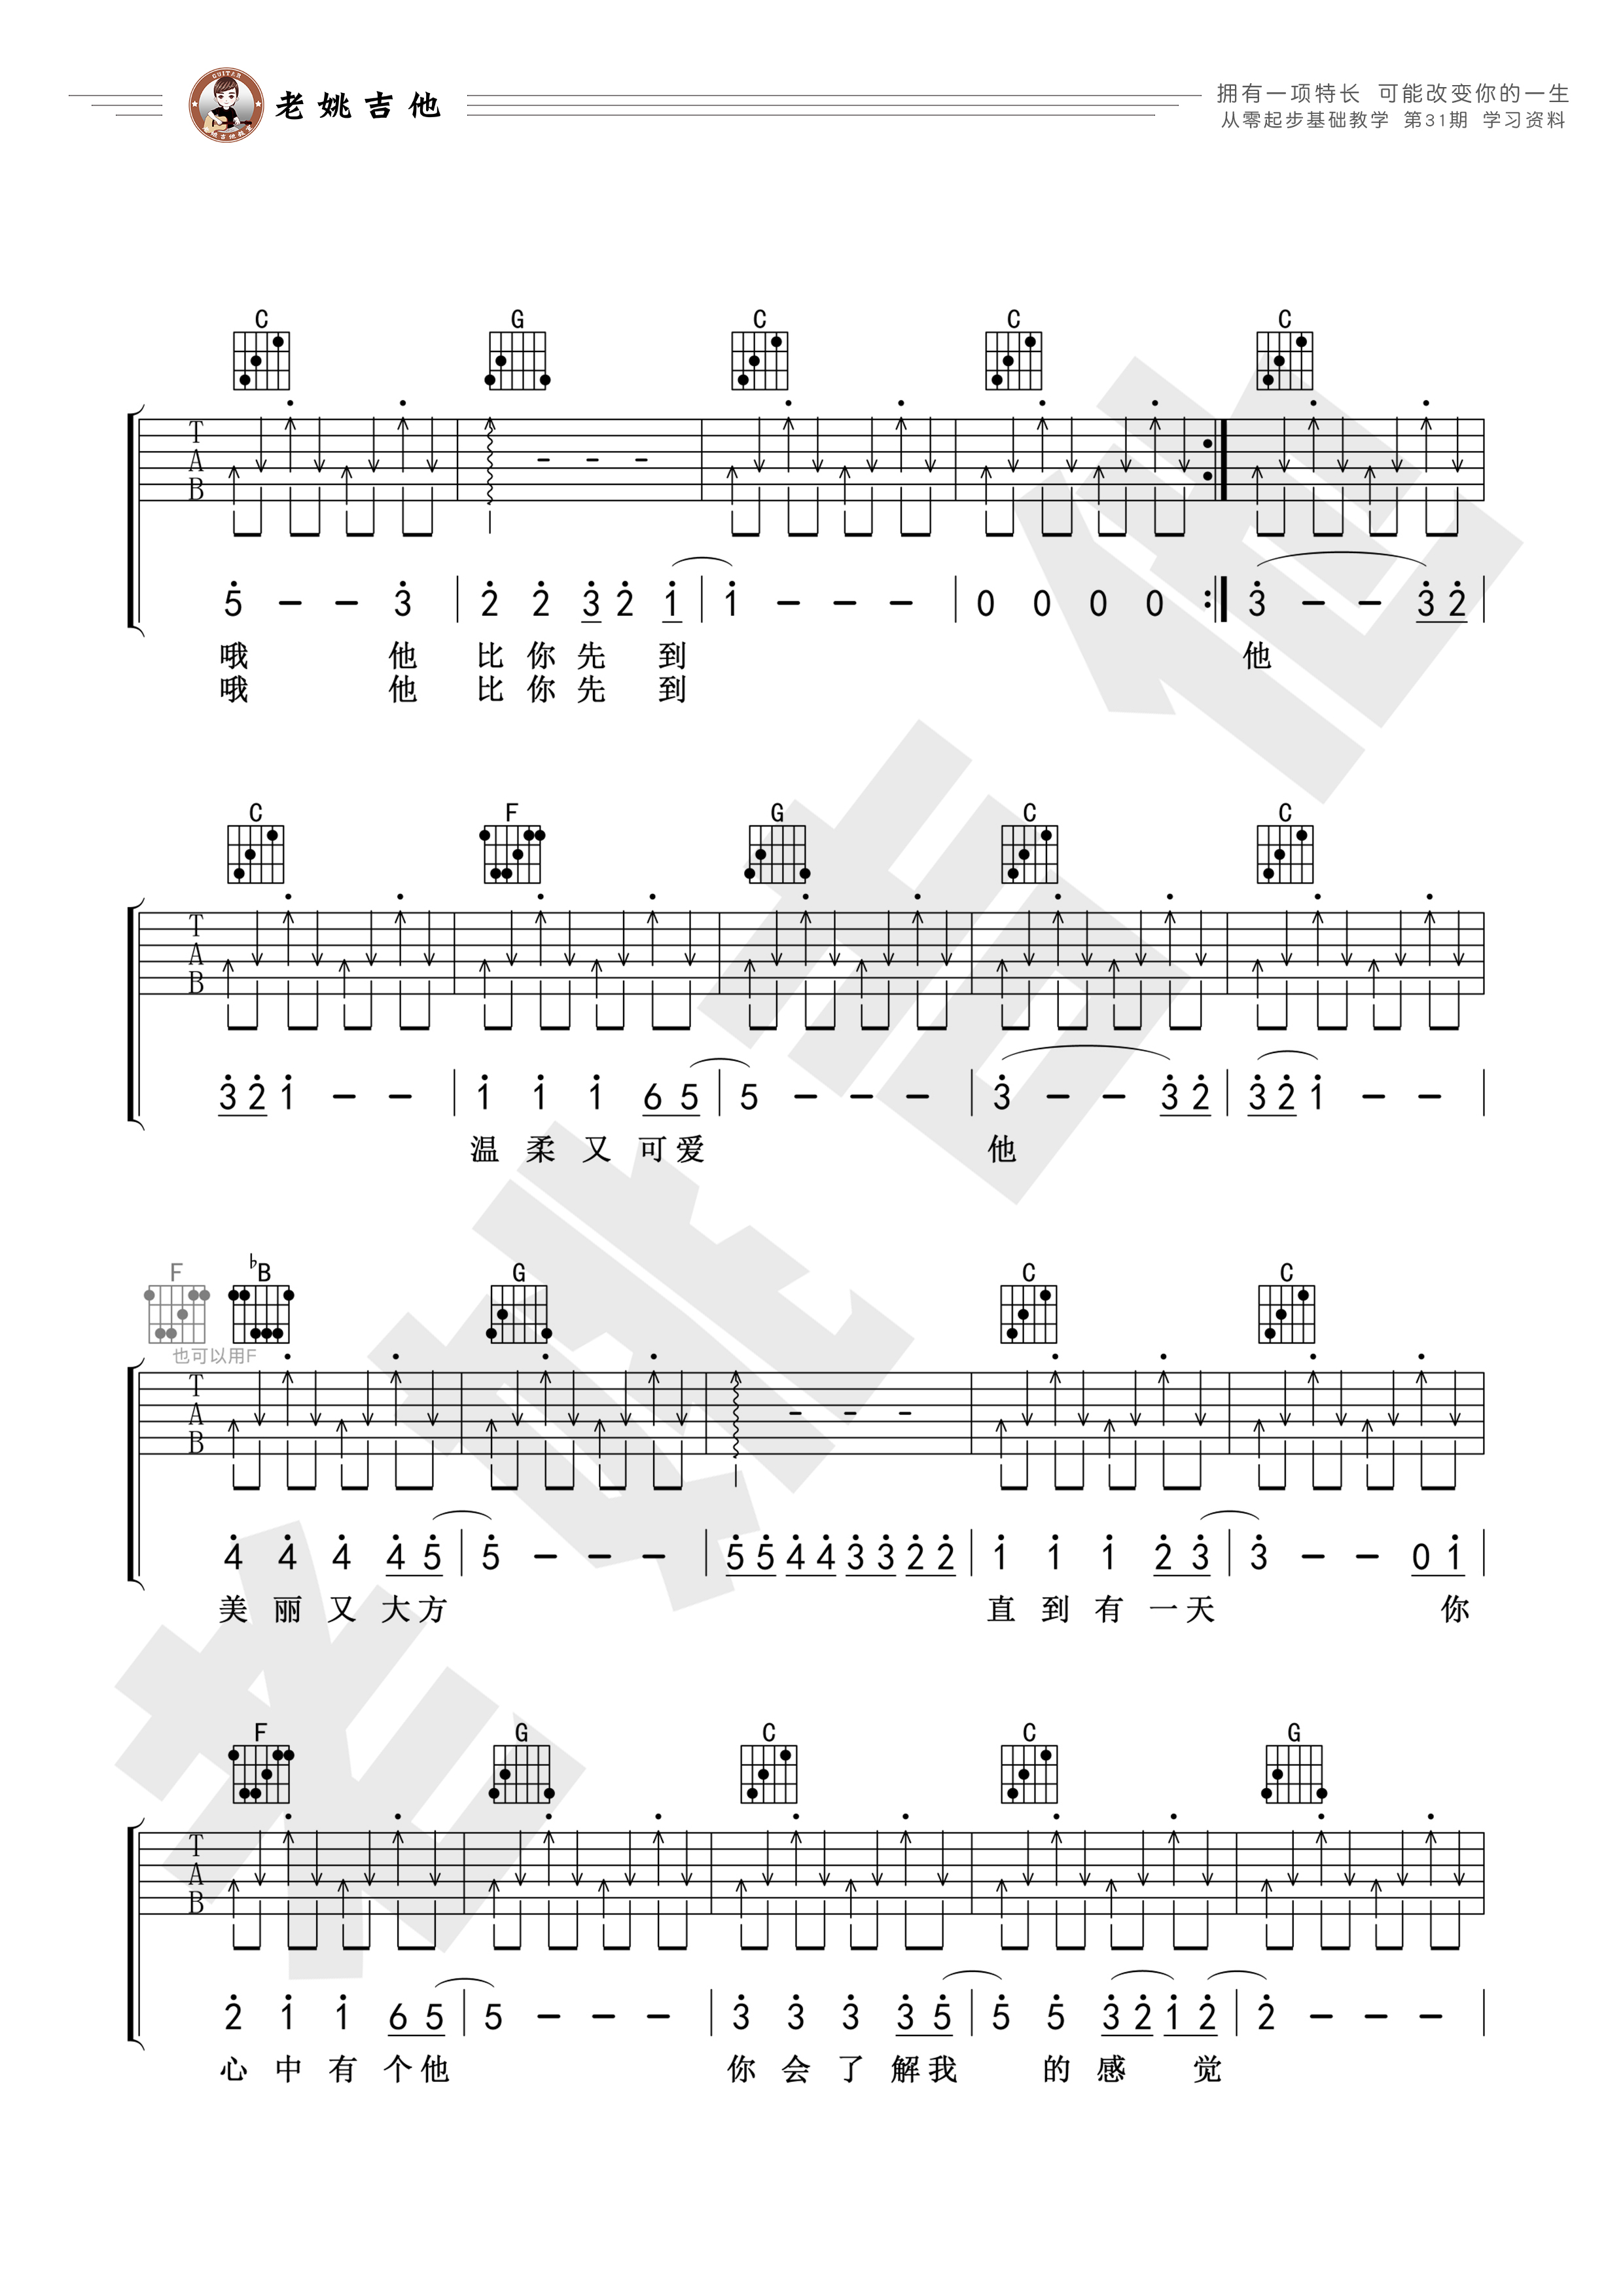 GUITAR
老姚吉他教室
老姚吉他
拥有一项特长 可能改变你的一生
从零起步基础教学 第31期 学习资料
C G C C C
T
A
B
5 - - 3 | 2 2 3 2 1 | 1 - - - | 0 0 0 0 :| 3 - - 3 2 |
哦 他 比 你 先 到 他
哦 他 比 你 先 到
C F G C C
T
A
B
3 2 1 - - | 1 1 1 6 5 | 5 - - - | 3 - - 3 2 | 3 2 1 - - |
温 柔 又 可 爱 他
F ♭B G C C
也可以用F
T
A
B
4 4 4 4 5 | 5 - - - | 5 5 4 4 3 3 2 2 | 1 1 1 2 3 | 3 - - 0 1 |
美 丽 又 大 方 直 到 有 一 天 你
F G C C G
T
A
B
2 1 1 6 5 | 5 - - - | 3 3 3 3 5 | 5 5 3 2 1 2 | 2 - - - |
心 中 有 个 他 你 会 了 解 我 的 感 觉
老姚吉他